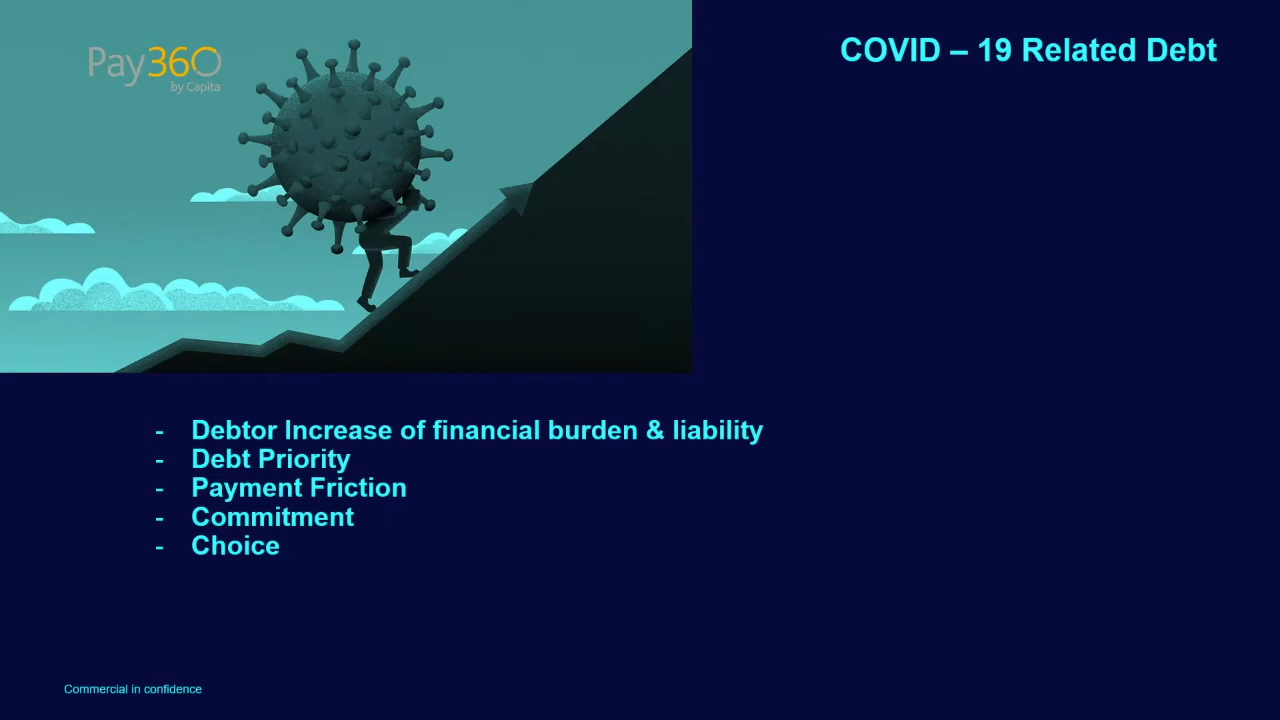 Pay360
by Capita
COVID – 19 Related Debt
- Debtor Increase of financial burden & liability
- Debt Priority
- Payment Friction
- Commitment
- Choice
Commercial in confidence